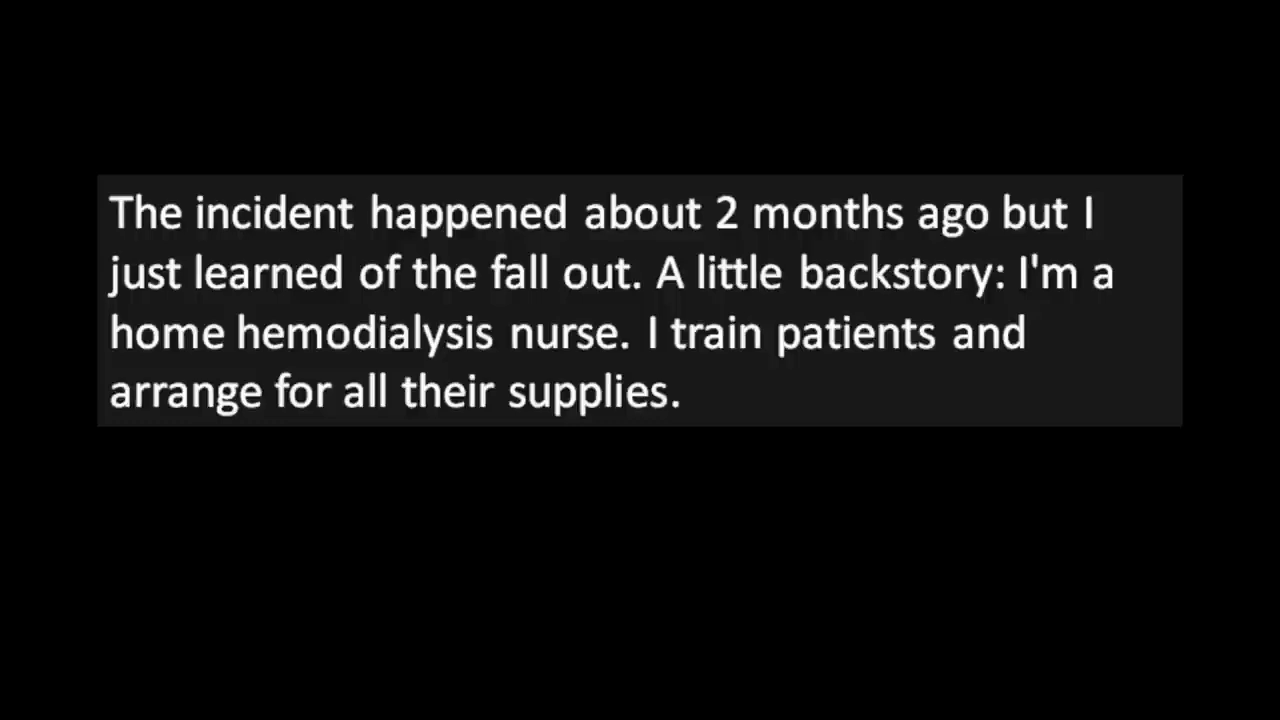 The incident happened about 2 months ago but I
just learned of the fall out. A little backstory: I'm a
home hemodialysis nurse. I train patients and
arrange for all their supplies.